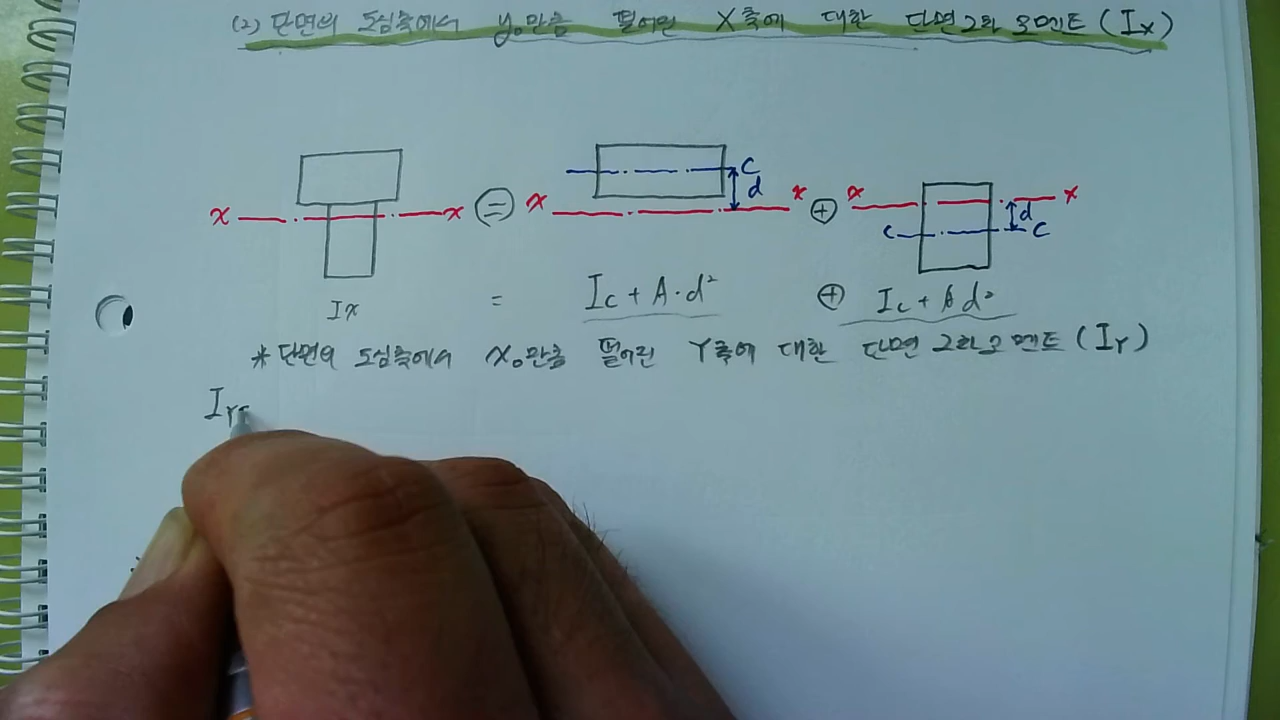 (2) 단면의 도심축에서 y₀만큼 떨어진 X축에 대한 단면2차 모멘트 (Ix)
C
d
x x = x x + x x
d
C C
Ix = Ic + A·d² + Ic + Ad²
* 단면의 도심축에서 x₀만큼 떨어진 Y축에 대한 단면2차모멘트 (IY)
IY=